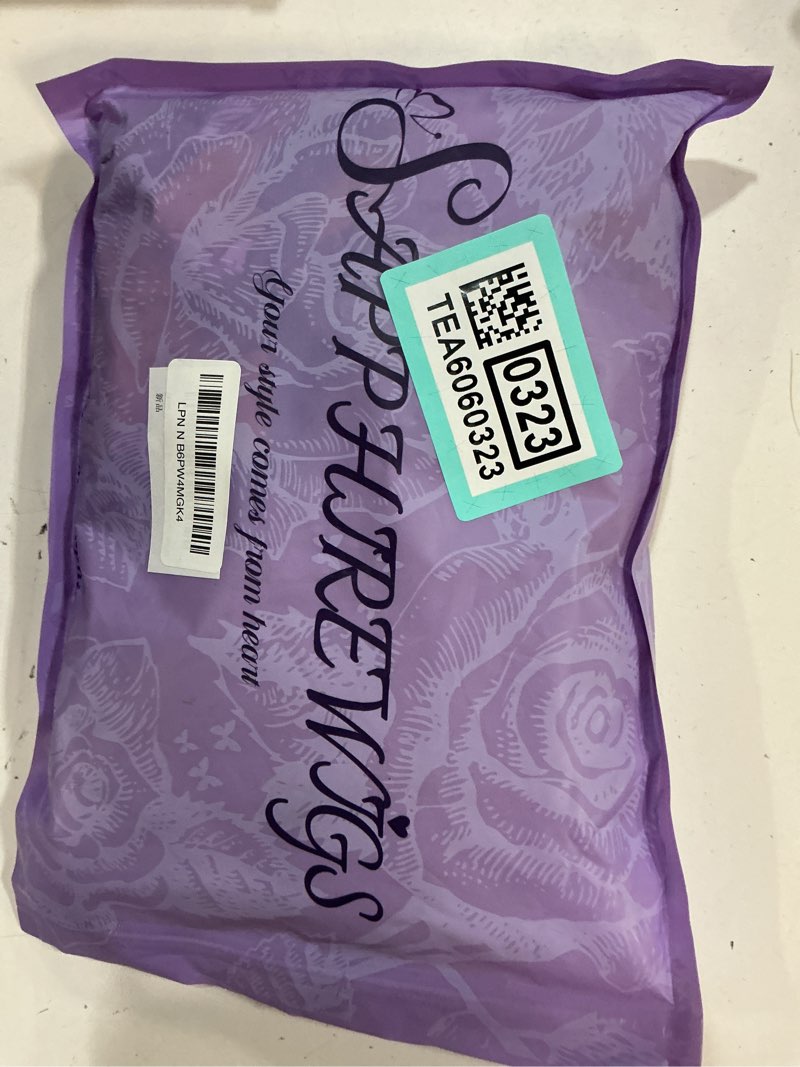 SAPPHIREWIGS
Your style comes from heart
0323
TEA6060323
LPN N B6PW4MGK4
新品